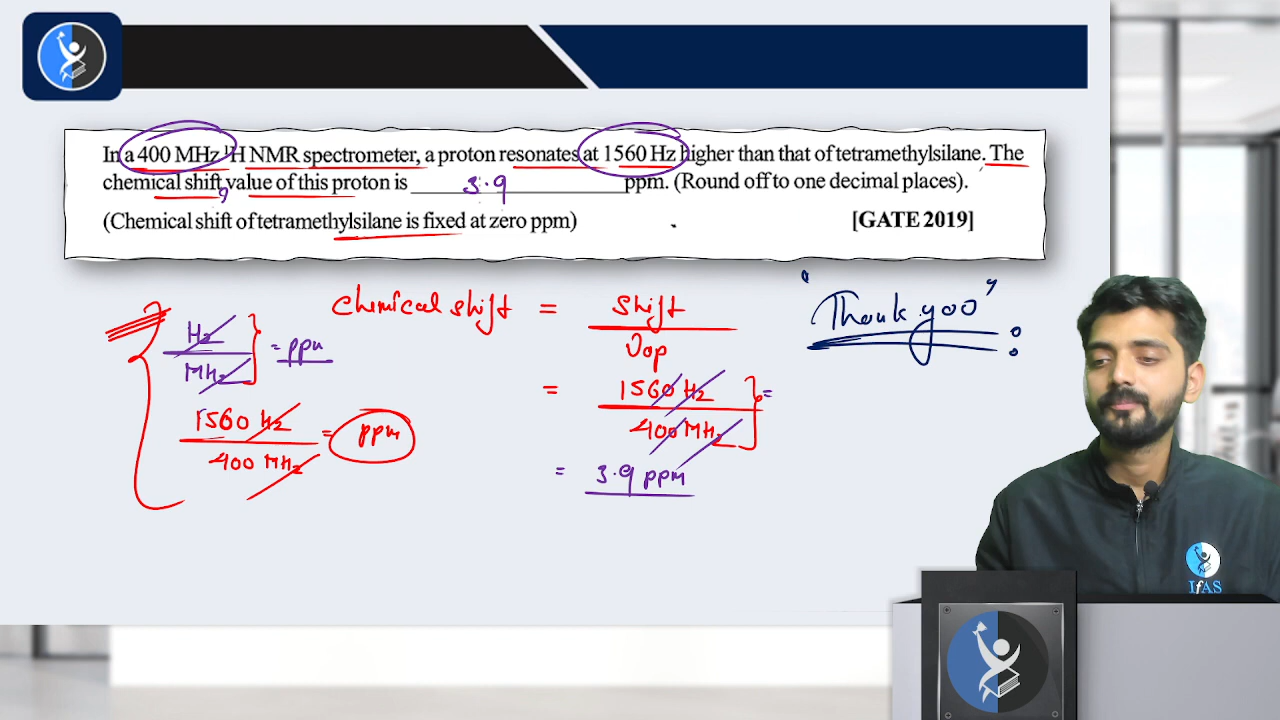 In a 400 MHz ¹H NMR spectrometer, a proton resonates at 1560 Hz higher than that of tetramethylsilane. The
chemical shift value of this proton is 3.9 ppm. (Round off to one decimal places).
(Chemical shift of tetramethylsilane is fixed at zero ppm) [GATE 2019]
Chemical shift = Shift / νop
= 1560 Hz / 400 MHz =
= 3.9 ppm
Hz / MHz = ppm
1560 Hz / 400 MHz = ppm
"Thank you"
IFAS